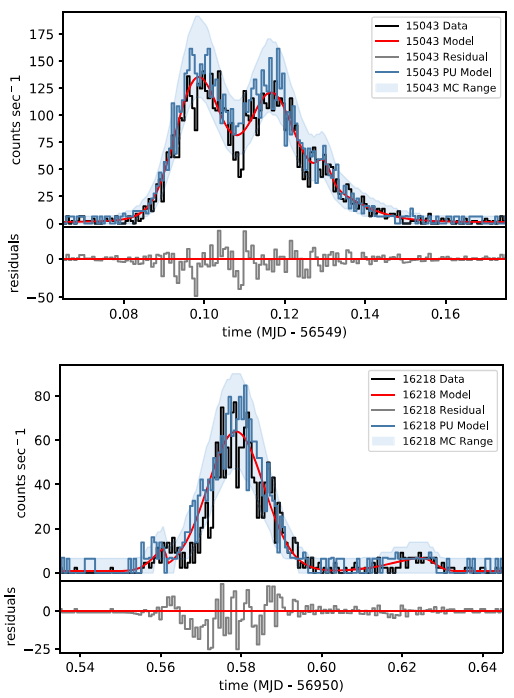 175
150
125
100
75
50
25
0
counts sec⁻¹
15043 Data
15043 Model
15043 Residual
15043 PU Model
15043 MC Range
0
−50
residuals
0.08 0.10 0.12 0.14 0.16
time (MJD - 56549)
80
60
40
20
0
counts sec⁻¹
16218 Data
16218 Model
16218 Residual
16218 PU Model
16218 MC Range
0
−25
residuals
0.54 0.56 0.58 0.60 0.62 0.64
time (MJD - 56950)